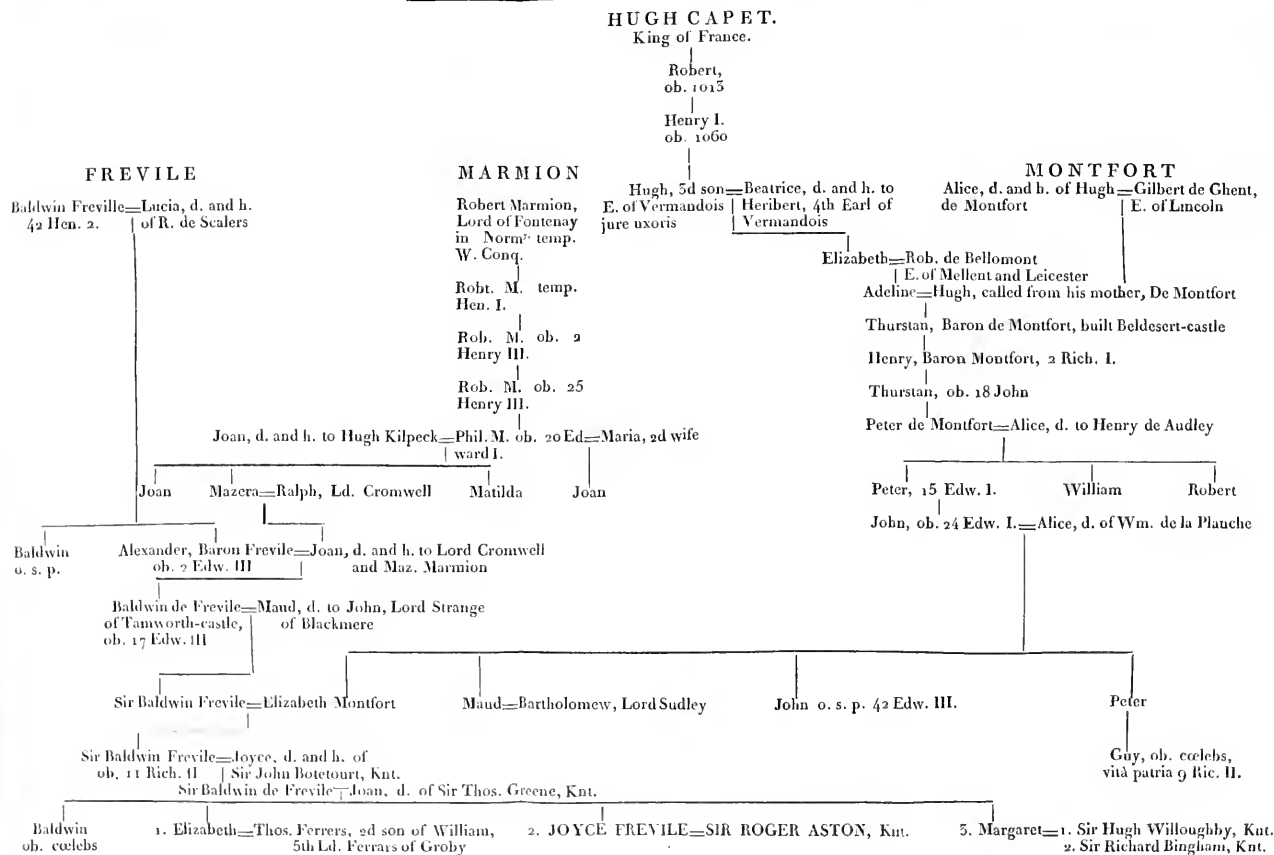 HUGH CAPET.
King of France.
Robert,
ob. 1013
Henry I.
ob. 1060
FREVILE
MARMION
MONTFORT
Baldwin Freville=Lucia, d. and h.
42 Hen. 2. of R. de Scalers
Robert Marmion,
Lord of Fontenay
in Normy. temp.
W. Conq.
Robt. M. temp.
Hen. I.
Rob. M. ob. 2
Henry III.
Rob. M. ob. 25
Henry III.
Hugh, 3d son=Beatrice, d. and h. to
E. of Vermandois Heribert, 4th Earl of
jure uxoris Vermandois
Alice, d. and h. of Hugh=Gilbert de Ghent,
de Montfort E. of Lincoln
Elizabeth=Rob. de Bellomont
E. of Mellent and Leicester
Adeline=Hugh, called from his mother, De Montfort
Thurstan, Baron de Montfort, built Beldesert-castle
Henry, Baron Montfort, 2 Rich. I.
Thurstan, ob. 18 John
Peter de Montfort=Alice, d. to Henry de Audley
Joan, d. and h. to Hugh Kilpeck=Phil. M. ob. 20 Ed=Maria, 2d wife
ward I.
Joan Mazera=Ralph, Ld. Cromwell Matilda Joan
Peter, 15 Edw. I. William Robert
John, ob. 24 Edw. I.=Alice, d. of Wm. de la Planche
Baldwin Alexander, Baron Frevile=Joan, d. and h. to Lord Cromwell
o. s. p. ob. 2 Edw. III and Maz. Marmion
Baldwin de Frevile=Maud, d. to John, Lord Strange
of Tamworth-castle, of Blackmere
ob. 17 Edw. III
Sir Baldwin Frevile=Elizabeth Montfort Maud=Bartholomew, Lord Sudley John o. s. p. 42 Edw. III. Peter
Sir Baldwin Frevile=Joyce, d. and h. of
ob. 11 Rich. II Sir John Botetourt, Knt.
Guy, ob. cœlebs,
vitâ patria 9 Ric. II.
Sir Baldwin de Frevile=Joan, d. of Sir Thos. Greene, Knt.
Baldwin 1. Elizabeth=Thos. Ferrers, 2d son of William, 2. JOYCE FREVILE=SIR ROGER ASTON, Knt. 3. Margaret=1. Sir Hugh Willoughby, Knt.
ob. cœlebs 5th Ld. Ferrars of Groby 2. Sir Richard Bingham, Knt.